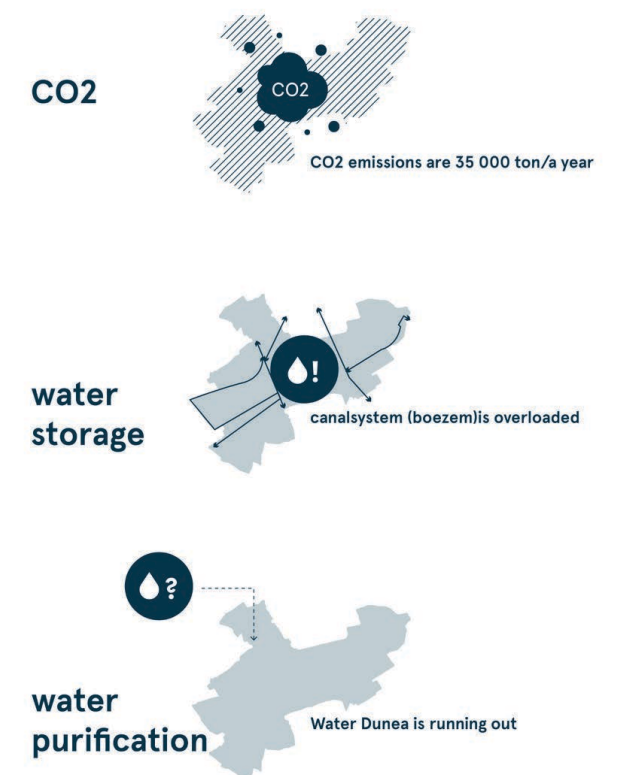 CO2
CO2
CO2 emissions are 35 000 ton/a year
!
water
storage
canalsystem (boezem)is overloaded
?
water
purification
Water Dunea is running out